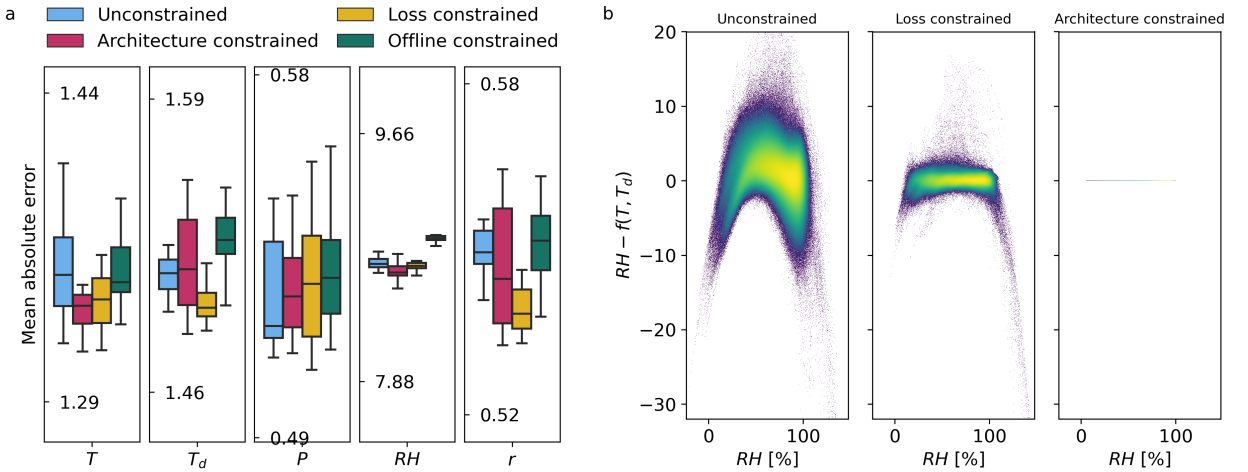 a
Unconstrained
Loss constrained
Architecture constrained
Offline constrained
Mean absolute error
1.44
1.29
T
1.59
1.46
T_d
0.58
0.49
P
9.66
7.88
RH
0.58
0.52
r
b
Unconstrained
Loss constrained
Architecture constrained
RH − f(T, T_d)
20
10
0
−10
−20
−30
0 100
RH [%]
0 100
RH [%]
0 100
RH [%]